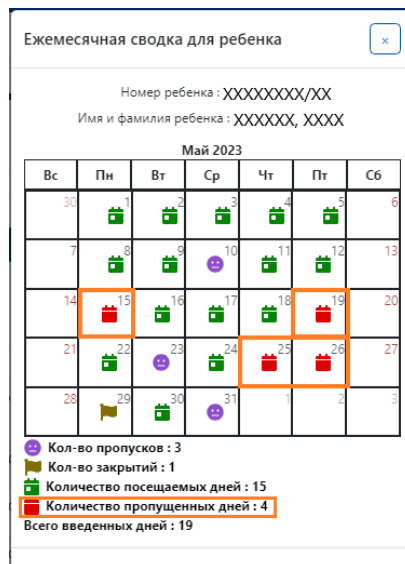 Ежемесячная сводка для ребенка ×
Номер ребенка : XXXXXXXX/XX
Имя и фамилия ребенка : XXXXXX, XXXX
Май 2023
Вс Пн Вт Ср Чт Пт Сб
30 1 2 3 4 5 6
7 8 9 10 11 12 13
14 15 16 17 18 19 20
21 22 23 24 25 26 27
28 29 30 31 1 2 3
Кол-во пропусков : 3
Кол-во закрытий : 1
Количество посещаемых дней : 15
Количество пропущенных дней : 4
Всего введенных дней : 19